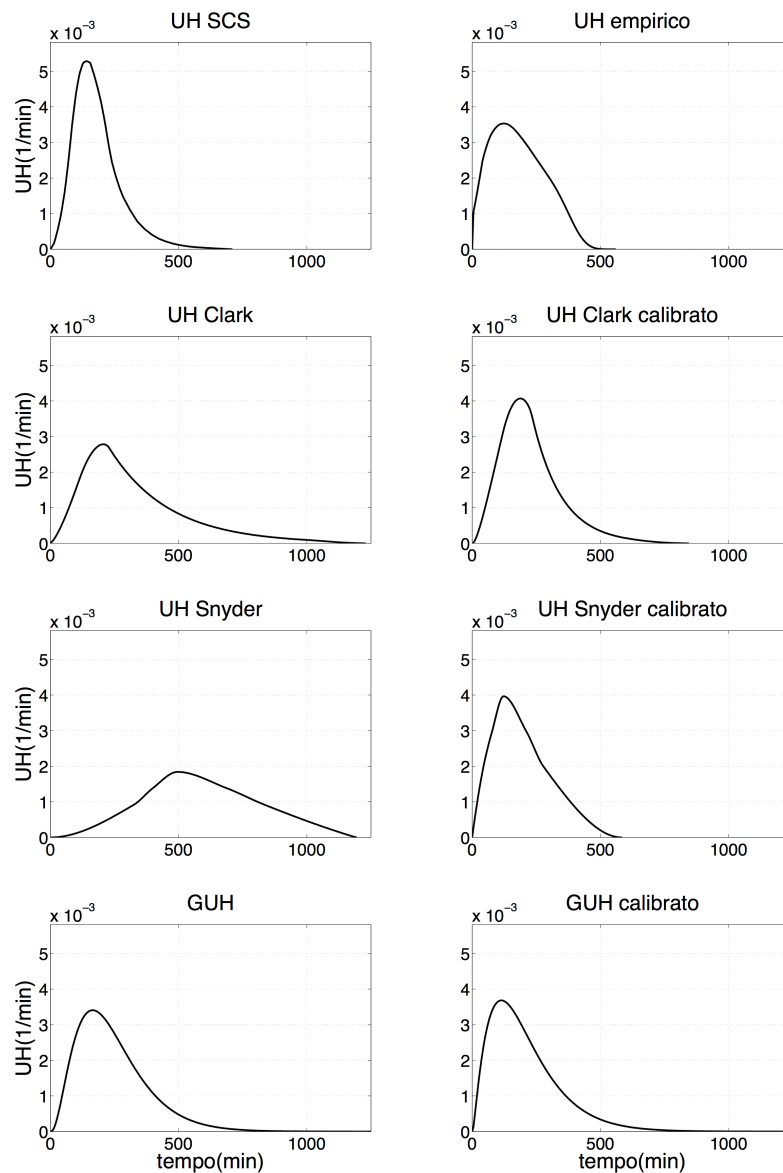 UH SCS
x 10⁻³
UH(1/min)
5
4
3
2
1
0
0 500 1000
UH empirico
x 10⁻³
5
4
3
2
1
0
0 500 1000
UH Clark
x 10⁻³
UH(1/min)
5
4
3
2
1
0
0 500 1000
UH Clark calibrato
x 10⁻³
5
4
3
2
1
0
0 500 1000
UH Snyder
x 10⁻³
UH(1/min)
5
4
3
2
1
0
0 500 1000
UH Snyder calibrato
x 10⁻³
5
4
3
2
1
0
0 500 1000
GUH
x 10⁻³
UH(1/min)
5
4
3
2
1
0
0 500 1000
tempo(min)
GUH calibrato
x 10⁻³
5
4
3
2
1
0
0 500 1000
tempo(min)